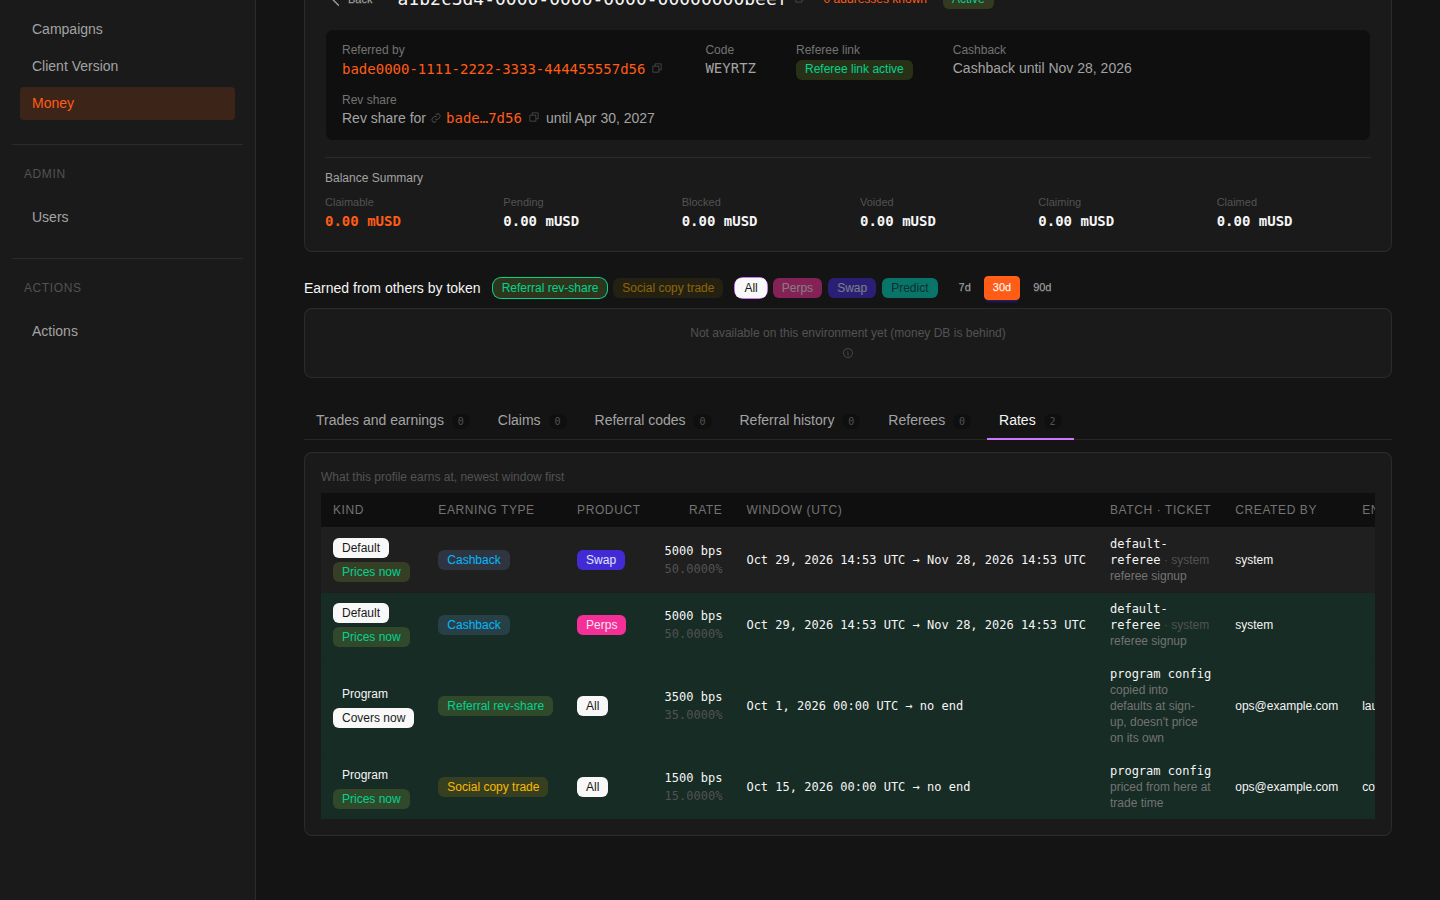 Campaigns
Client Version
Money
ADMIN
Users
ACTIONS
Actions
Back
0 addresses known
Active
Referred by
bade0000-1111-2222-3333-444455557d56
Code
WEYRTZ
Referee link
Referee link active
Cashback
Cashback until Nov 28, 2026
Rev share
Rev share for bade…7d56 until Apr 30, 2027
Balance Summary
Claimable
0.00 mUSD
Pending
0.00 mUSD
Blocked
0.00 mUSD
Voided
0.00 mUSD
Claiming
0.00 mUSD
Claimed
0.00 mUSD
Earned from others by token Referral rev-share Social copy trade All Perps Swap Predict 7d 30d 90d
Not available on this environment yet (money DB is behind)
Trades and earnings 0 Claims 0 Referral codes 0 Referral history 0 Referees 0 Rates 2
What this profile earns at, newest window first
KIND EARNING TYPE PRODUCT RATE WINDOW (UTC) BATCH · TICKET CREATED BY
Default
Prices now
Cashback
Swap
5000 bps
50.0000%
Oct 29, 2026 14:53 UTC → Nov 28, 2026 14:53 UTC
default-
referee · system
referee signup
system
Default
Prices now
Cashback
Perps
5000 bps
50.0000%
Oct 29, 2026 14:53 UTC → Nov 28, 2026 14:53 UTC
default-
referee · system
referee signup
system
Program
Covers now
Referral rev-share
All
3500 bps
35.0000%
Oct 1, 2026 00:00 UTC → no end
program config
copied into
defaults at sign-
up, doesn't price
on its own
ops@example.com
Program
Prices now
Social copy trade
All
1500 bps
15.0000%
Oct 15, 2026 00:00 UTC → no end
program config
priced from here at
trade time
ops@example.com